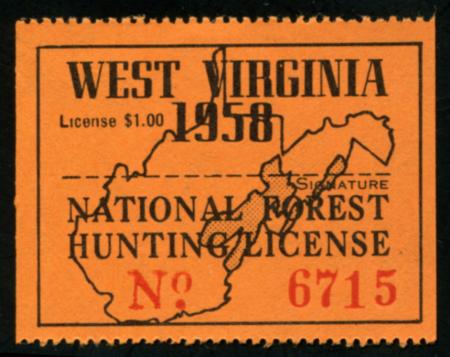 WEST VIRGINIA
License $1.00 1958
SIGNATURE
NATIONAL FOREST
HUNTING LICENSE
No 6715